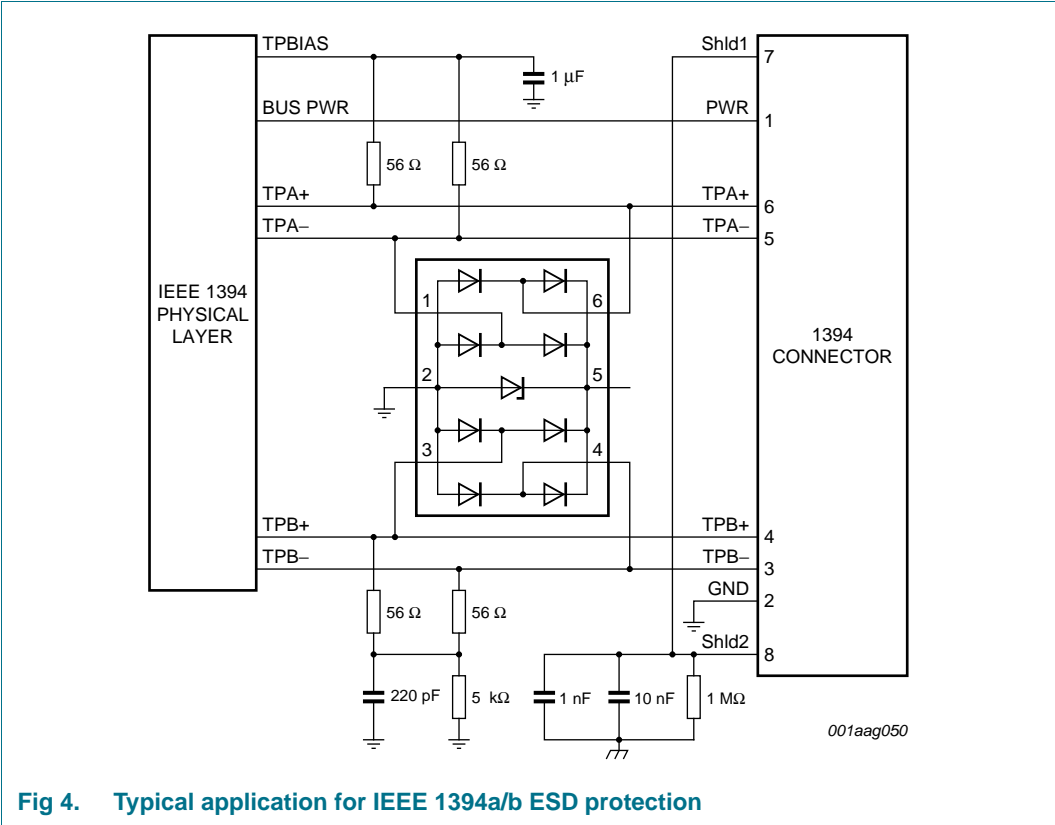 TPBIAS
Shld1
7
1 μF
BUS PWR
PWR
1
56 Ω
56 Ω
TPA+
TPA+
6
TPA−
TPA−
5
IEEE 1394
PHYSICAL
LAYER
1
6
1394
CONNECTOR
2
5
3
4
TPB+
TPB+
4
TPB−
TPB−
3
GND
2
56 Ω
56 Ω
Shld2
8
220 pF
5 kΩ
1 nF
10 nF
1 MΩ
001aag050
Fig 4. Typical application for IEEE 1394a/b ESD protection